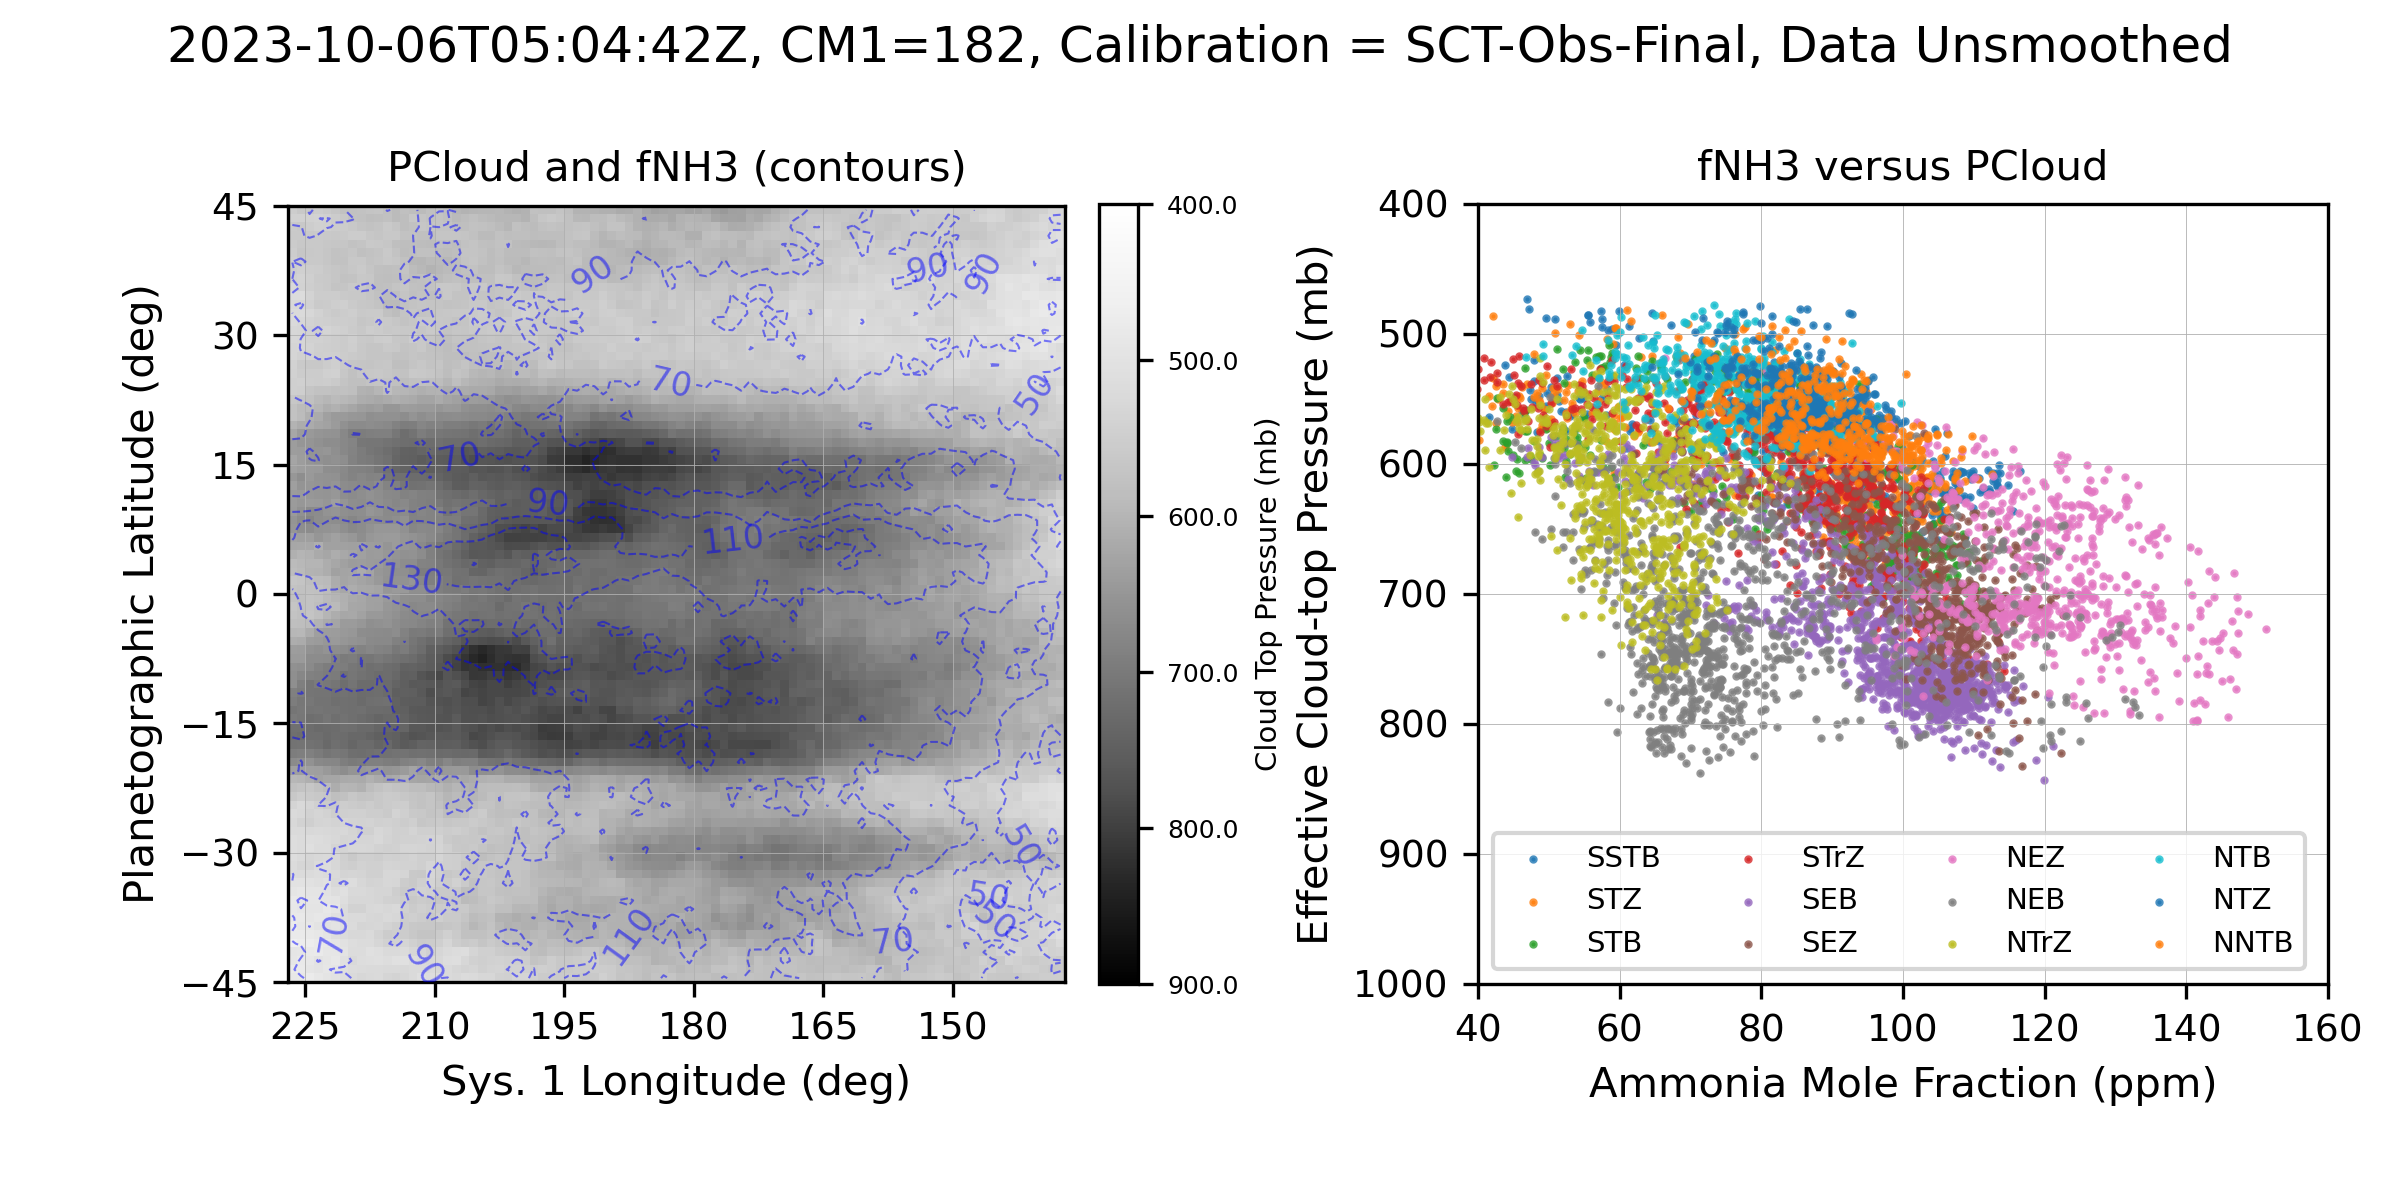 2023-10-06T05:04:42Z, CM1=182, Calibration = SCT-Obs-Final, Data Unsmoothed
PCloud and fNH3 (contours)
Planetographic Latitude (deg)
45
30
15
0
−15
−30
−45
225 210 195 180 165 150
Sys. 1 Longitude (deg)
90
90
90
70
50
70
90
110
130
50
50
50
70
90
110
70
400.0
500.0
600.0
700.0
800.0
900.0
Cloud Top Pressure (mb)
fNH3 versus PCloud
Effective Cloud-top Pressure (mb)
400
500
600
700
800
900
1000
SSTB STrZ NEZ NTB
STZ SEB NEB NTZ
STB SEZ NTrZ NNTB
40 60 80 100 120 140 160
Ammonia Mole Fraction (ppm)